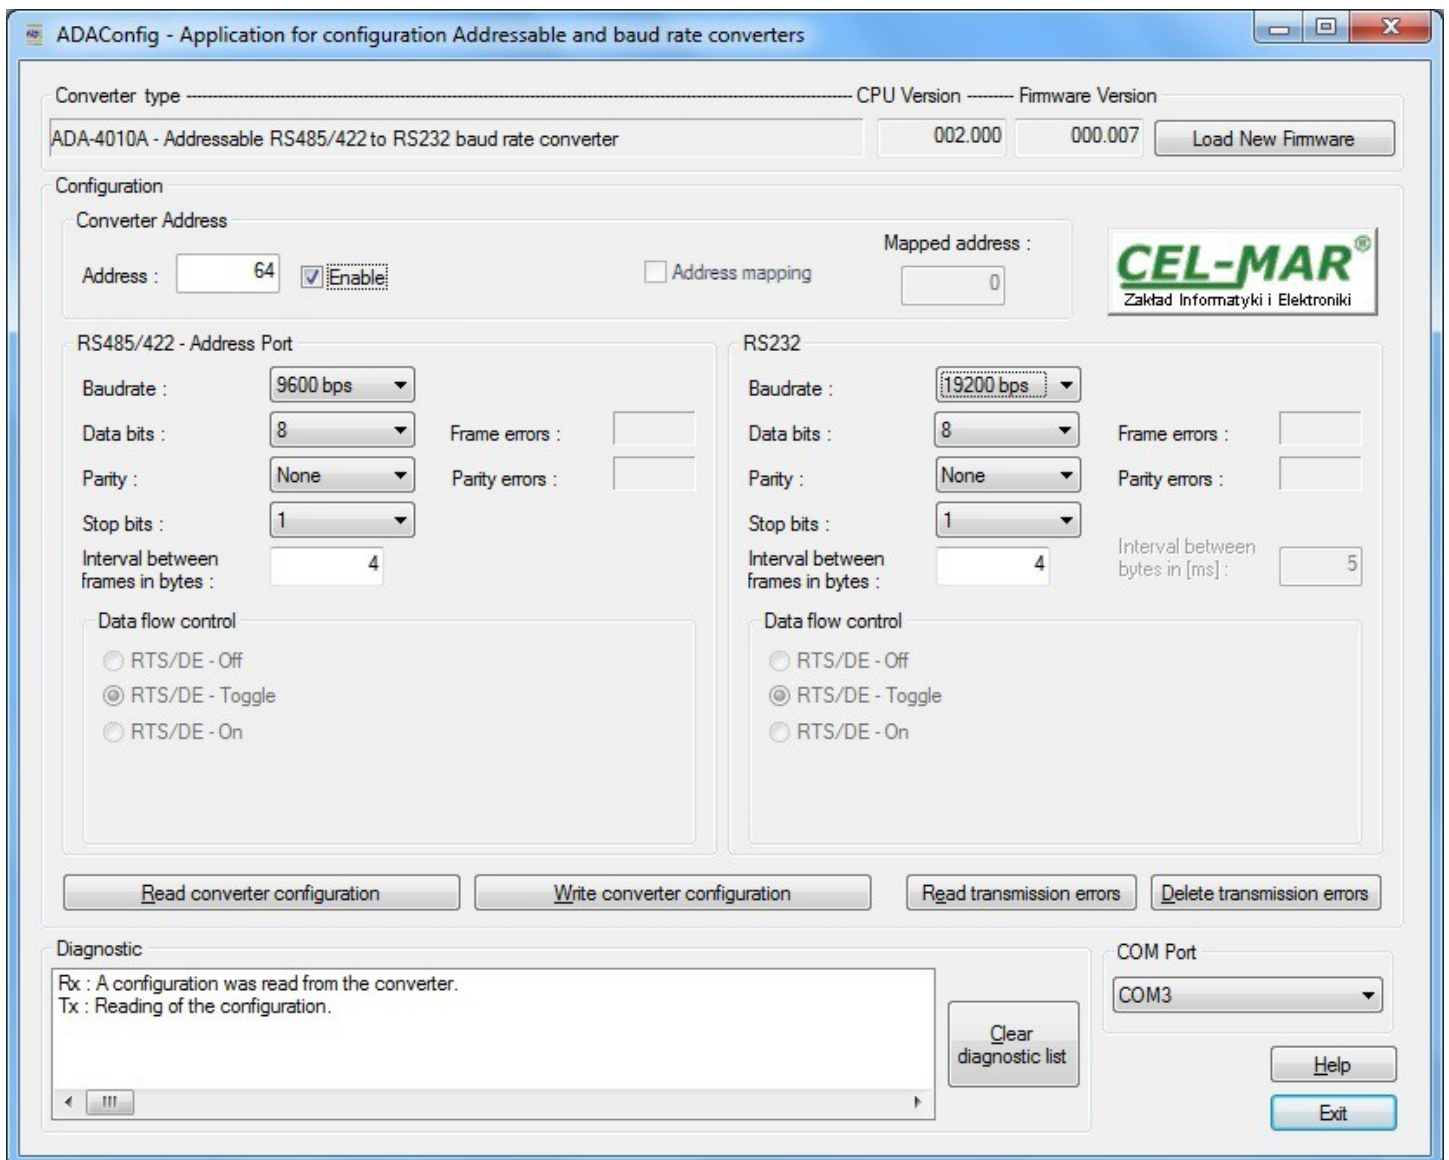 ADAConfig - Application for configuration Addressable and baud rate converters
Converter type CPU Version Firmware Version
ADA-4010A - Addressable RS485/422 to RS232 baud rate converter 002.000 000.007 Load New Firmware
Configuration
Converter Address
Mapped address :
Address : 64 Enable Address mapping 0
CEL-MAR®
Zakład Informatyki i Elektroniki
RS485/422 - Address Port
Baudrate : 9600 bps
Data bits : 8 Frame errors :
Parity : None Parity errors :
Stop bits : 1
Interval between
frames in bytes : 4
Data flow control
RTS/DE - Off
RTS/DE - Toggle
RTS/DE - On
RS232
Baudrate : 19200 bps
Data bits : 8 Frame errors :
Parity : None Parity errors :
Stop bits : 1
Interval between
frames in bytes : 4
Interval between
bytes in [ms] : 5
Data flow control
RTS/DE - Off
RTS/DE - Toggle
RTS/DE - On
Read converter configuration Write converter configuration Read transmission errors Delete transmission errors
Diagnostic
Rx : A configuration was read from the converter.
Tx : Reading of the configuration.
Clear
diagnostic list
COM Port
COM3
Help
Exit